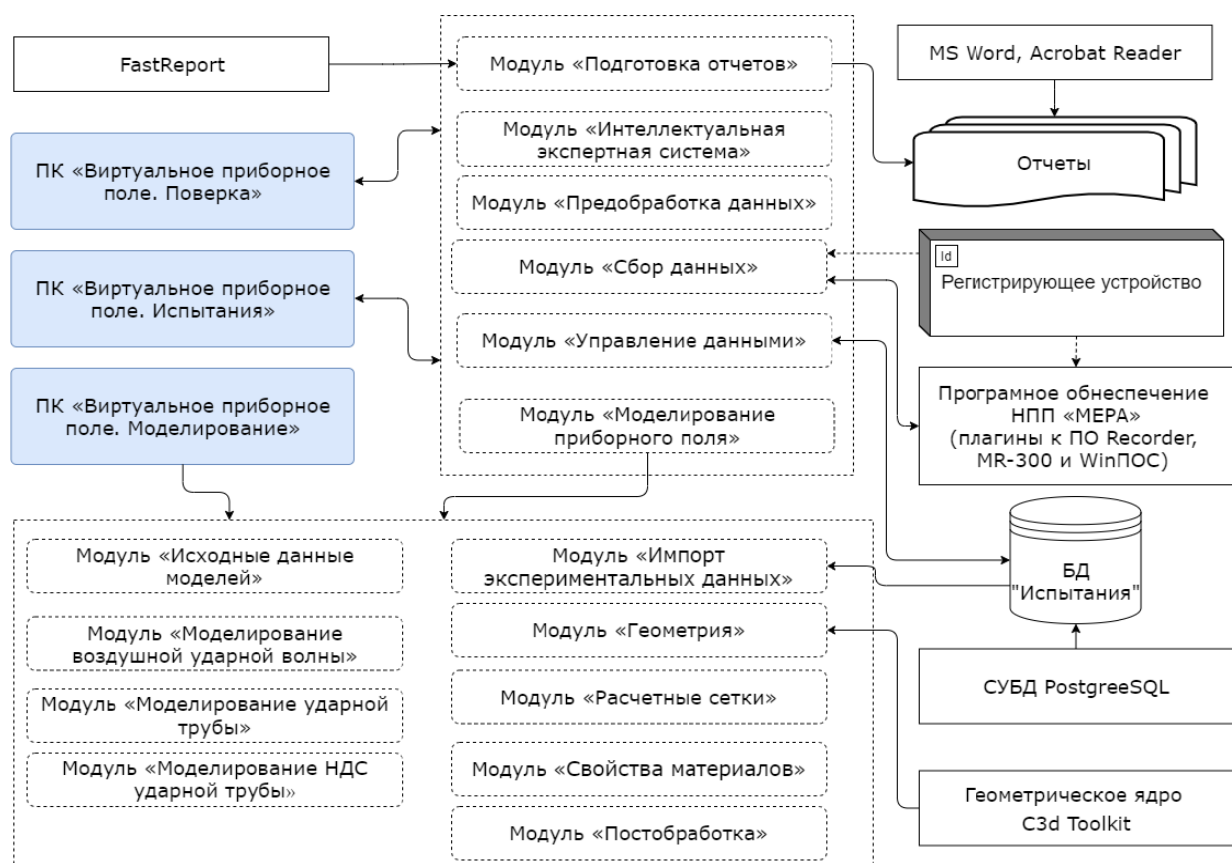 FastReport
ПК «Виртуальное приборное
поле. Поверка»
ПК «Виртуальное приборное
поле. Испытания»
ПК «Виртуальное приборное
поле. Моделирование»
Модуль «Подготовка отчетов»
Модуль «Интеллектуальная
экспертная система»
Модуль «Предобработка данных»
Модуль «Сбор данных»
Модуль «Управление данными»
Модуль «Моделирование
приборного поля»
MS Word, Acrobat Reader
Отчеты
Id
Регистрирующее устройство
Програмное обнеспечение
НПП «МЕРА»
(плагины к ПО Recorder,
MR-300 и WinПОС)
БД
"Испытания"
СУБД PostgreeSQL
Геометрическое ядро
C3d Toolkit
Модуль «Исходные данные
моделей»
Модуль «Моделирование
воздушной ударной волны»
Модуль «Моделирование ударной
трубы»
Модуль «Моделирование НДС
ударной трубы»
Модуль «Импорт
экспериментальных данных»
Модуль «Геометрия»
Модуль «Расчетные сетки»
Модуль «Свойства материалов»
Модуль «Постобработка»